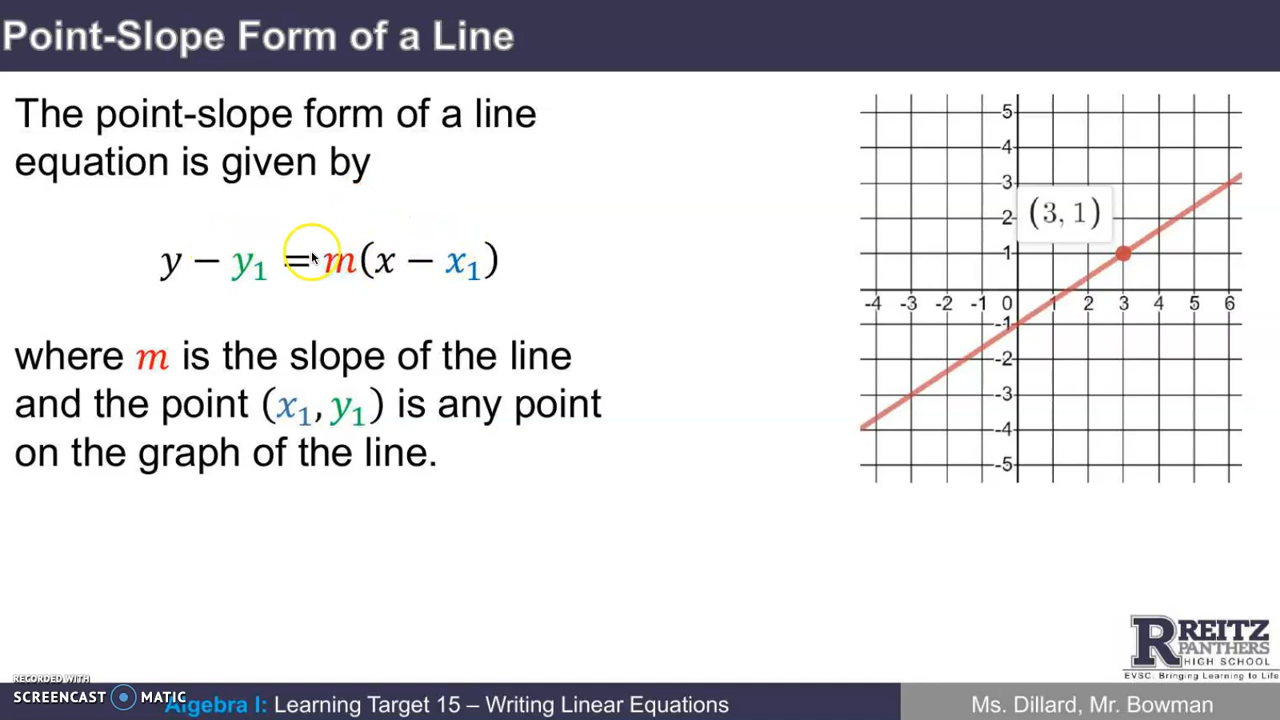 Point-Slope Form of a Line
The point-slope form of a line
equation is given by
y − y₁ = m(x − x₁)
where m is the slope of the line
and the point (x₁, y₁) is any point
on the graph of the line.
5
4
3
2
(3, 1)
1
-4 -3 -2 -1 0 1 2 3 4 5 6
-1
-2
-3
-4
-5
R REITZ
PANTHERS
HIGH SCHOOL
EVSC: Bringing Learning to Life
RECORDED WITH
SCREENCAST MATIC
Algebra I: Learning Target 15 – Writing Linear Equations
Ms. Dillard, Mr. Bowman